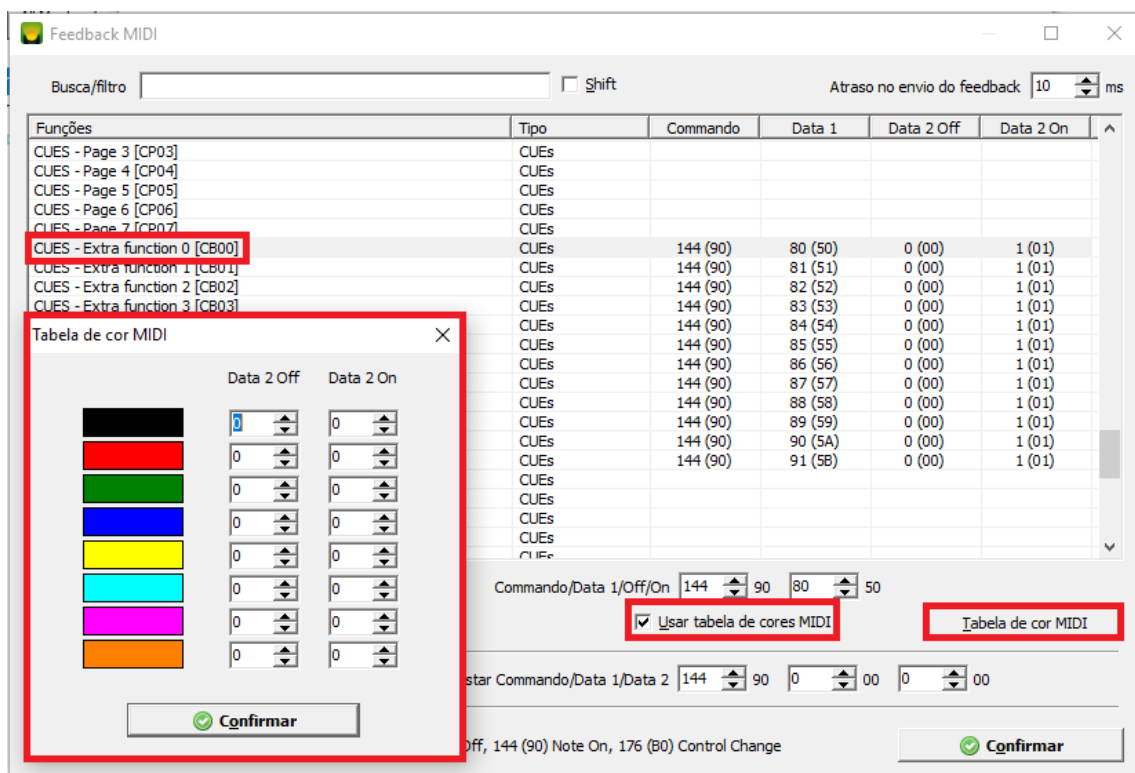 Feedback MIDI
Busca/filtro Shift Atraso no envio do feedback 10 ms
Funções Tipo Commando Data 1 Data 2 Off Data 2 On
CUES - Page 3 [CP03] CUEs
CUES - Page 4 [CP04] CUEs
CUES - Page 5 [CP05] CUEs
CUES - Page 6 [CP06] CUEs
CUES - Page 7 [CP07] CUEs
CUES - Extra function 0 [CB00] CUEs 144 (90) 80 (50) 0 (00) 1 (01)
CUES - Extra function 1 [CB01] CUEs 144 (90) 81 (51) 0 (00) 1 (01)
CUES - Extra function 2 [CB02] CUEs 144 (90) 82 (52) 0 (00) 1 (01)
CUES - Extra function 3 [CB03] CUEs 144 (90) 83 (53) 0 (00) 1 (01)
CUEs 144 (90) 84 (54) 0 (00) 1 (01)
CUEs 144 (90) 85 (55) 0 (00) 1 (01)
CUEs 144 (90) 86 (56) 0 (00) 1 (01)
CUEs 144 (90) 87 (57) 0 (00) 1 (01)
CUEs 144 (90) 88 (58) 0 (00) 1 (01)
CUEs 144 (90) 89 (59) 0 (00) 1 (01)
CUEs 144 (90) 90 (5A) 0 (00) 1 (01)
CUEs 144 (90) 91 (5B) 0 (00) 1 (01)
CUEs
CUEs
CUEs
CUEs
CUEs
Tabela de cor MIDI
Data 2 Off Data 2 On
0 0
0 0
0 0
0 0
0 0
0 0
0 0
0 0
Confirmar
Commando/Data 1/Off/On 144 90 80 50
Usar tabela de cores MIDI Tabela de cor MIDI
star Commando/Data 1/Data 2 144 90 0 00 0 00
Off, 144 (90) Note On, 176 (B0) Control Change Confirmar